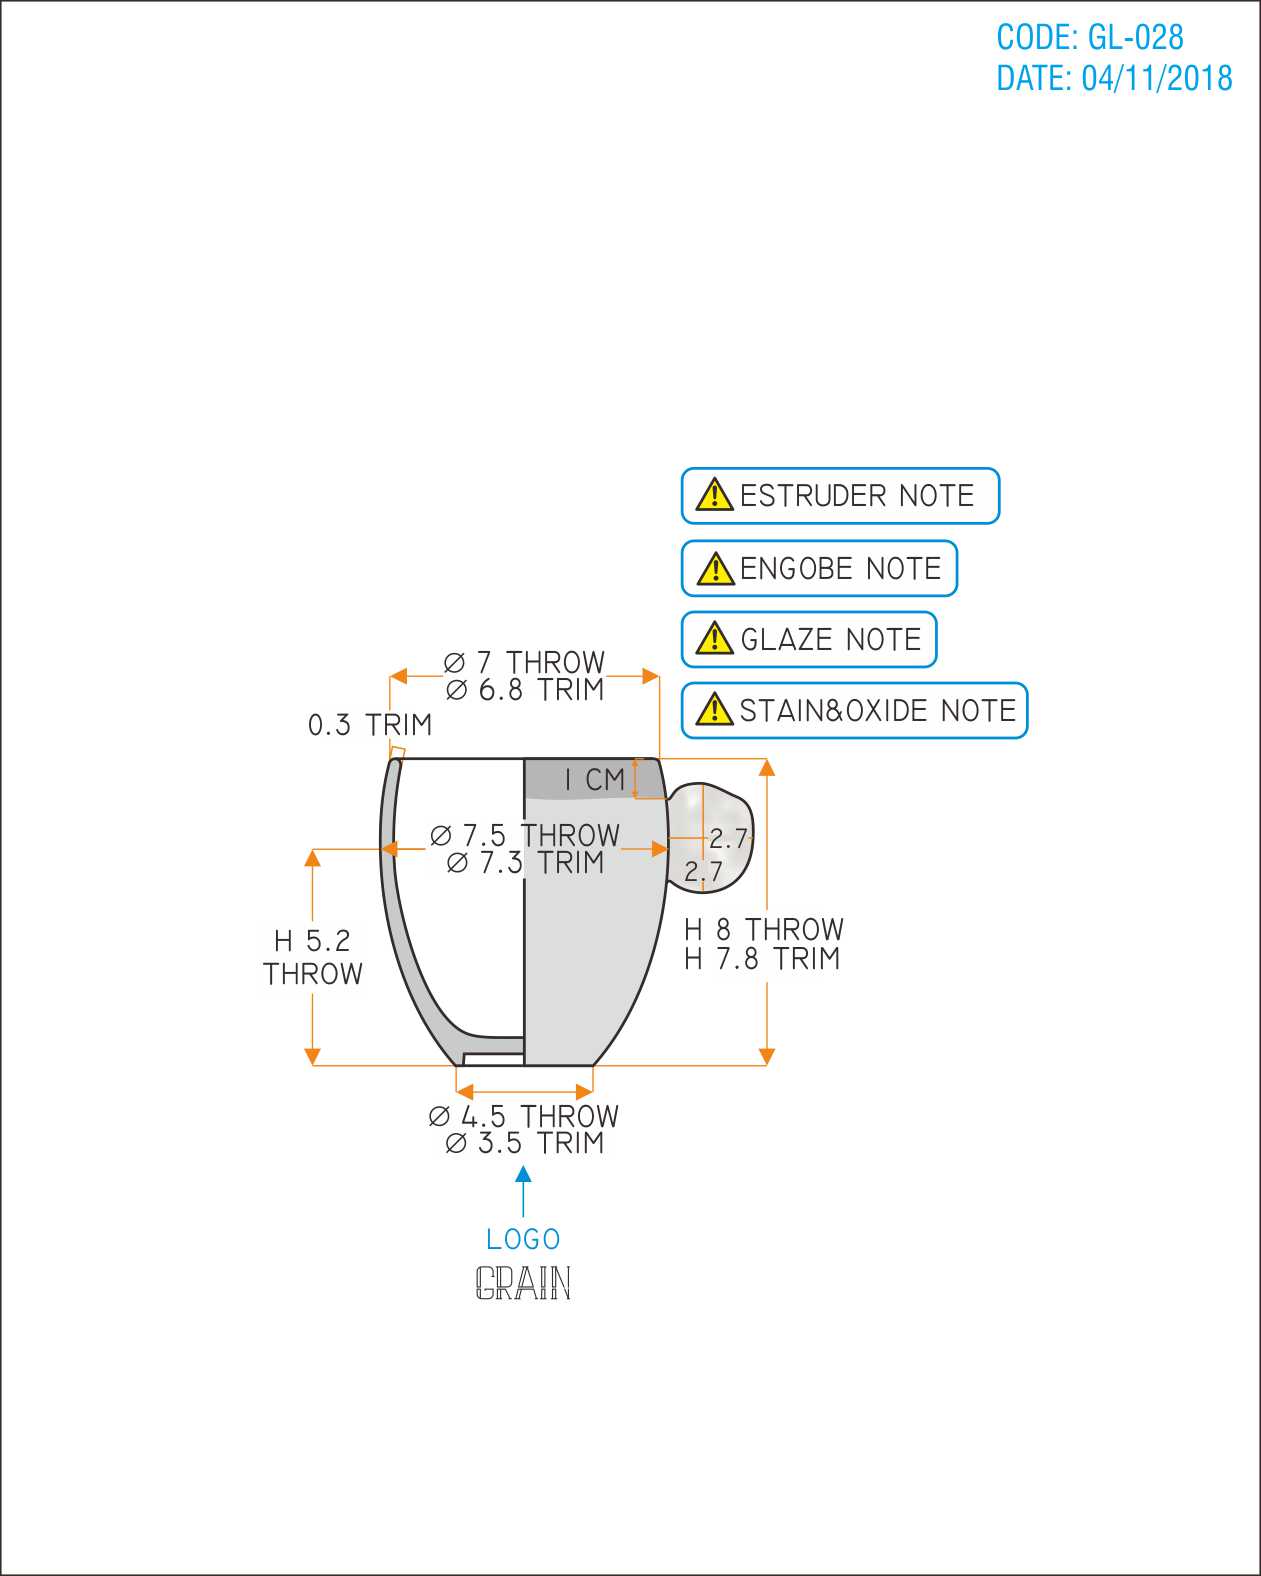 CODE: GL-028
DATE: 04/11/2018
ESTRUDER NOTE
ENGOBE NOTE
GLAZE NOTE
STAIN&OXIDE NOTE
Ø 7 THROW
Ø 6.8 TRIM
0.3 TRIM
1 CM
Ø 7.5 THROW
Ø 7.3 TRIM
2.7
2.7
H 5.2
THROW
H 8 THROW
H 7.8 TRIM
Ø 4.5 THROW
Ø 3.5 TRIM
LOGO
GRAIN